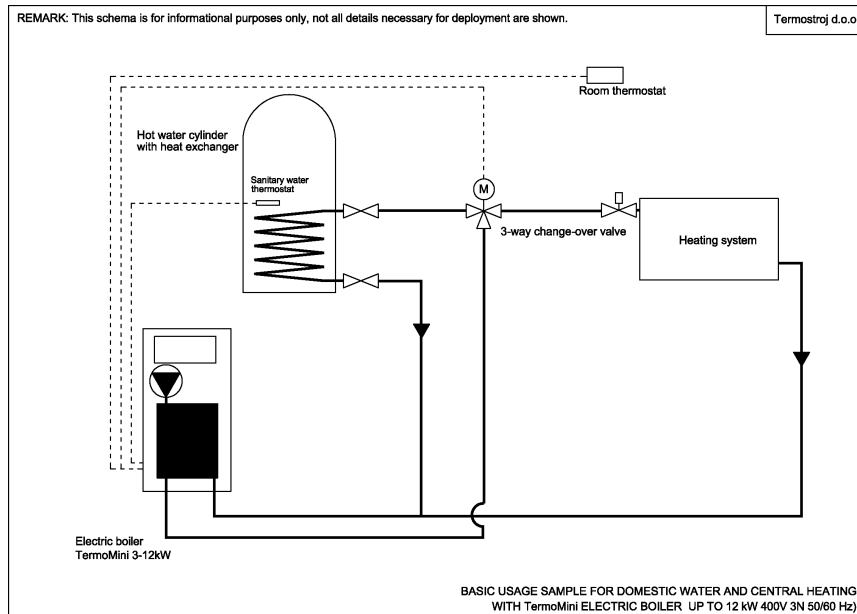 REMARK: This schema is for informational purposes only, not all details necessary for deployment are shown.
Termostroj d.o.o
Room thermostat
Hot water cylinder
with heat exchanger
Sanitary water
thermostat
M
3-way change-over valve
Heating system
Electric boiler
TermoMini 3-12kW
BASIC USAGE SAMPLE FOR DOMESTIC WATER AND CENTRAL HEATING
WITH TermoMini ELECTRIC BOILER UP TO 12 kW 400V 3N 50/60 Hz)